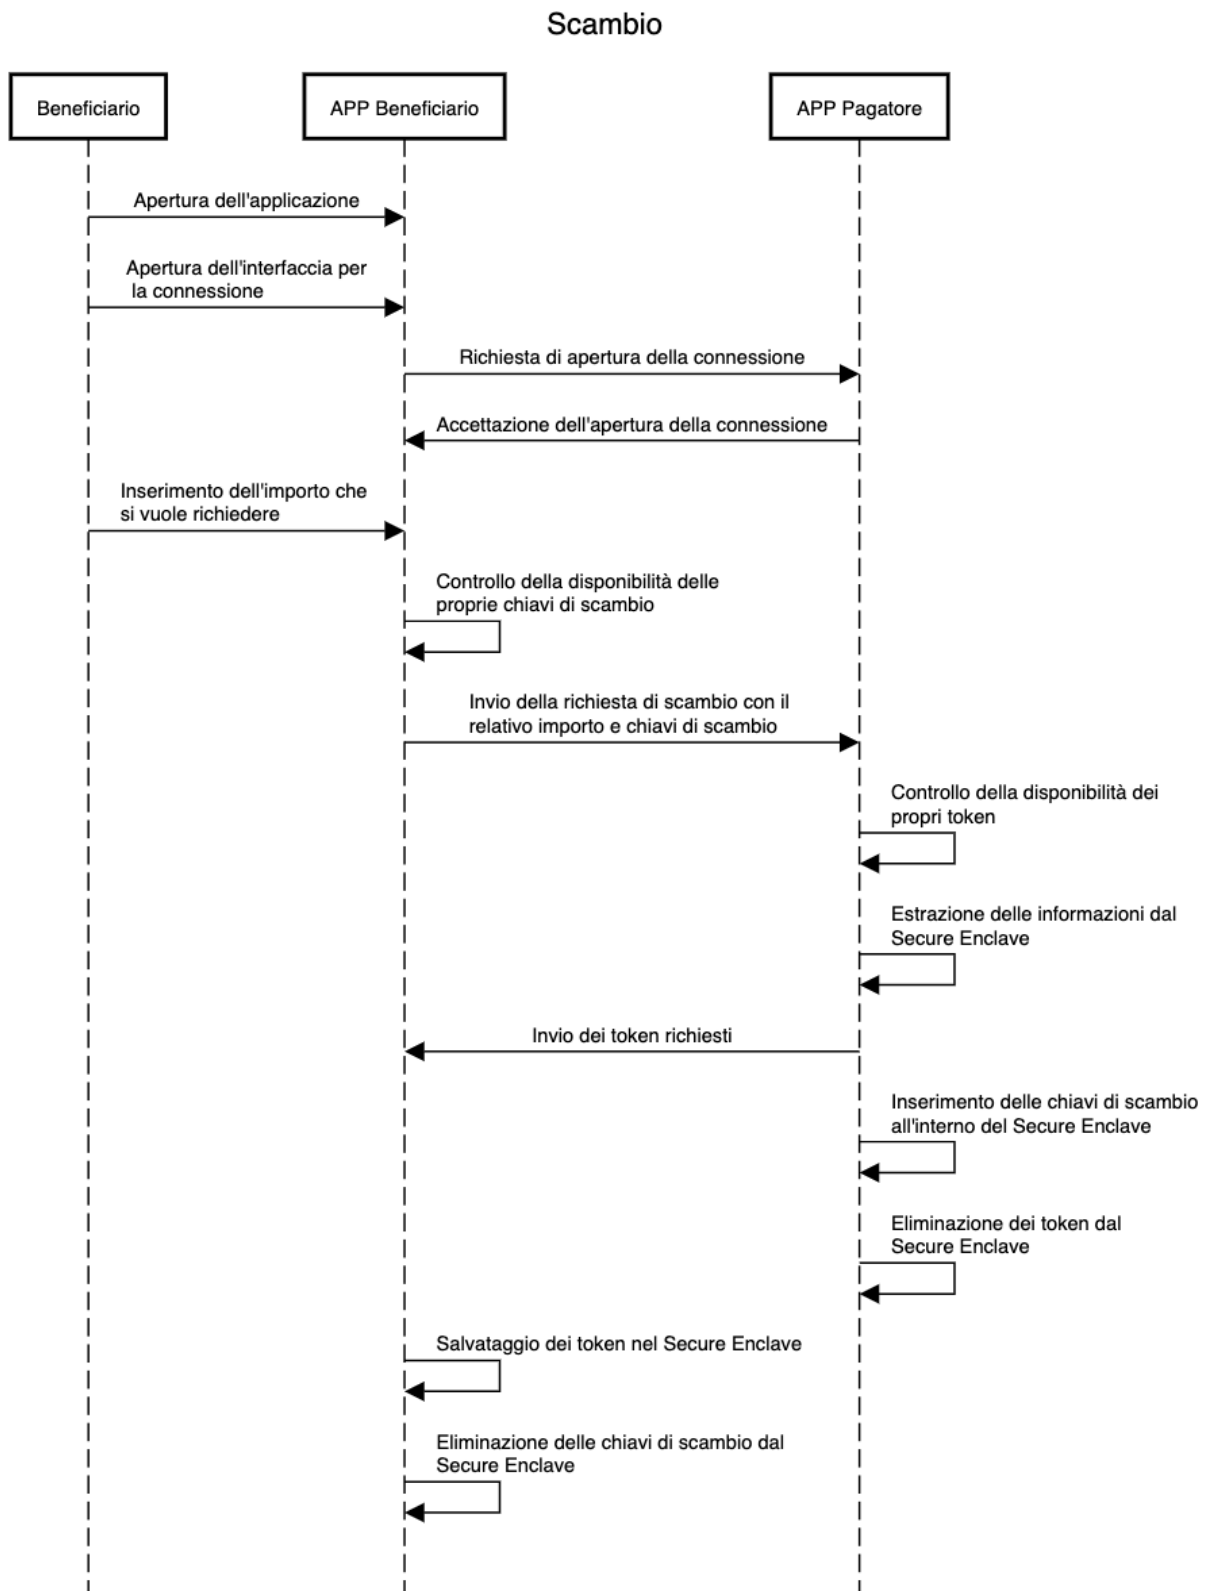 Scambio
Beneficiario
APP Beneficiario
APP Pagatore
Apertura dell'applicazione
Apertura dell'interfaccia per
la connessione
Richiesta di apertura della connessione
Accettazione dell'apertura della connessione
Inserimento dell'importo che
si vuole richiedere
Controllo della disponibilità delle
proprie chiavi di scambio
Invio della richiesta di scambio con il
relativo importo e chiavi di scambio
Controllo della disponibilità dei
propri token
Estrazione delle informazioni dal
Secure Enclave
Invio dei token richiesti
Inserimento delle chiavi di scambio
all'interno del Secure Enclave
Eliminazione dei token dal
Secure Enclave
Salvataggio dei token nel Secure Enclave
Eliminazione delle chiavi di scambio dal
Secure Enclave